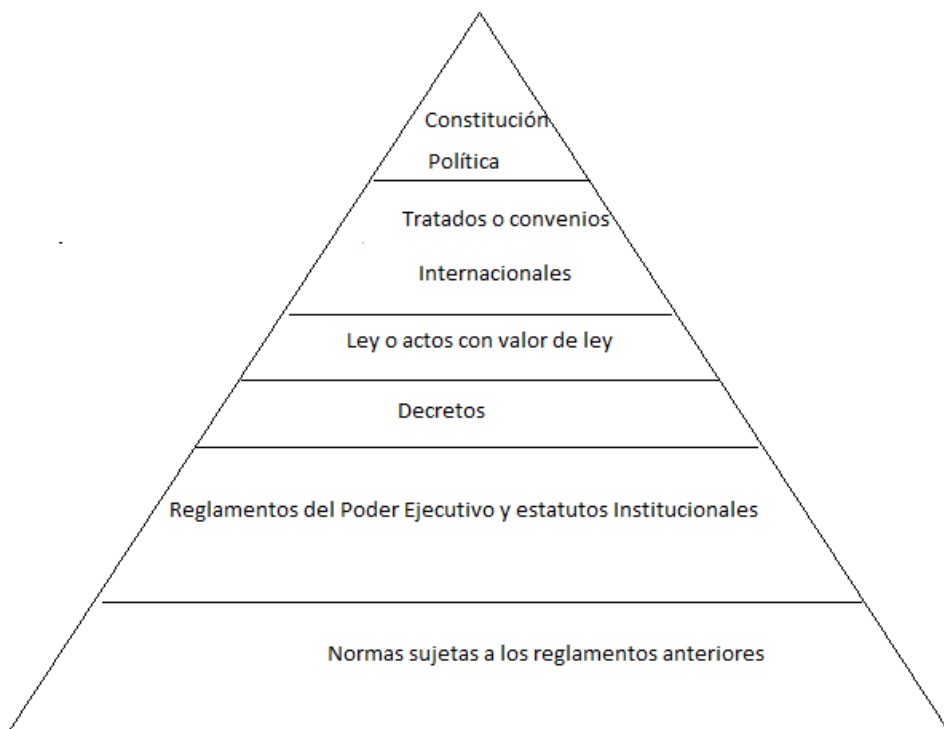 Constitución
Política
Tratados o convenios
Internacionales
Ley o actos con valor de ley
Decretos
Reglamentos del Poder Ejecutivo y estatutos Institucionales
Normas sujetas a los reglamentos anteriores